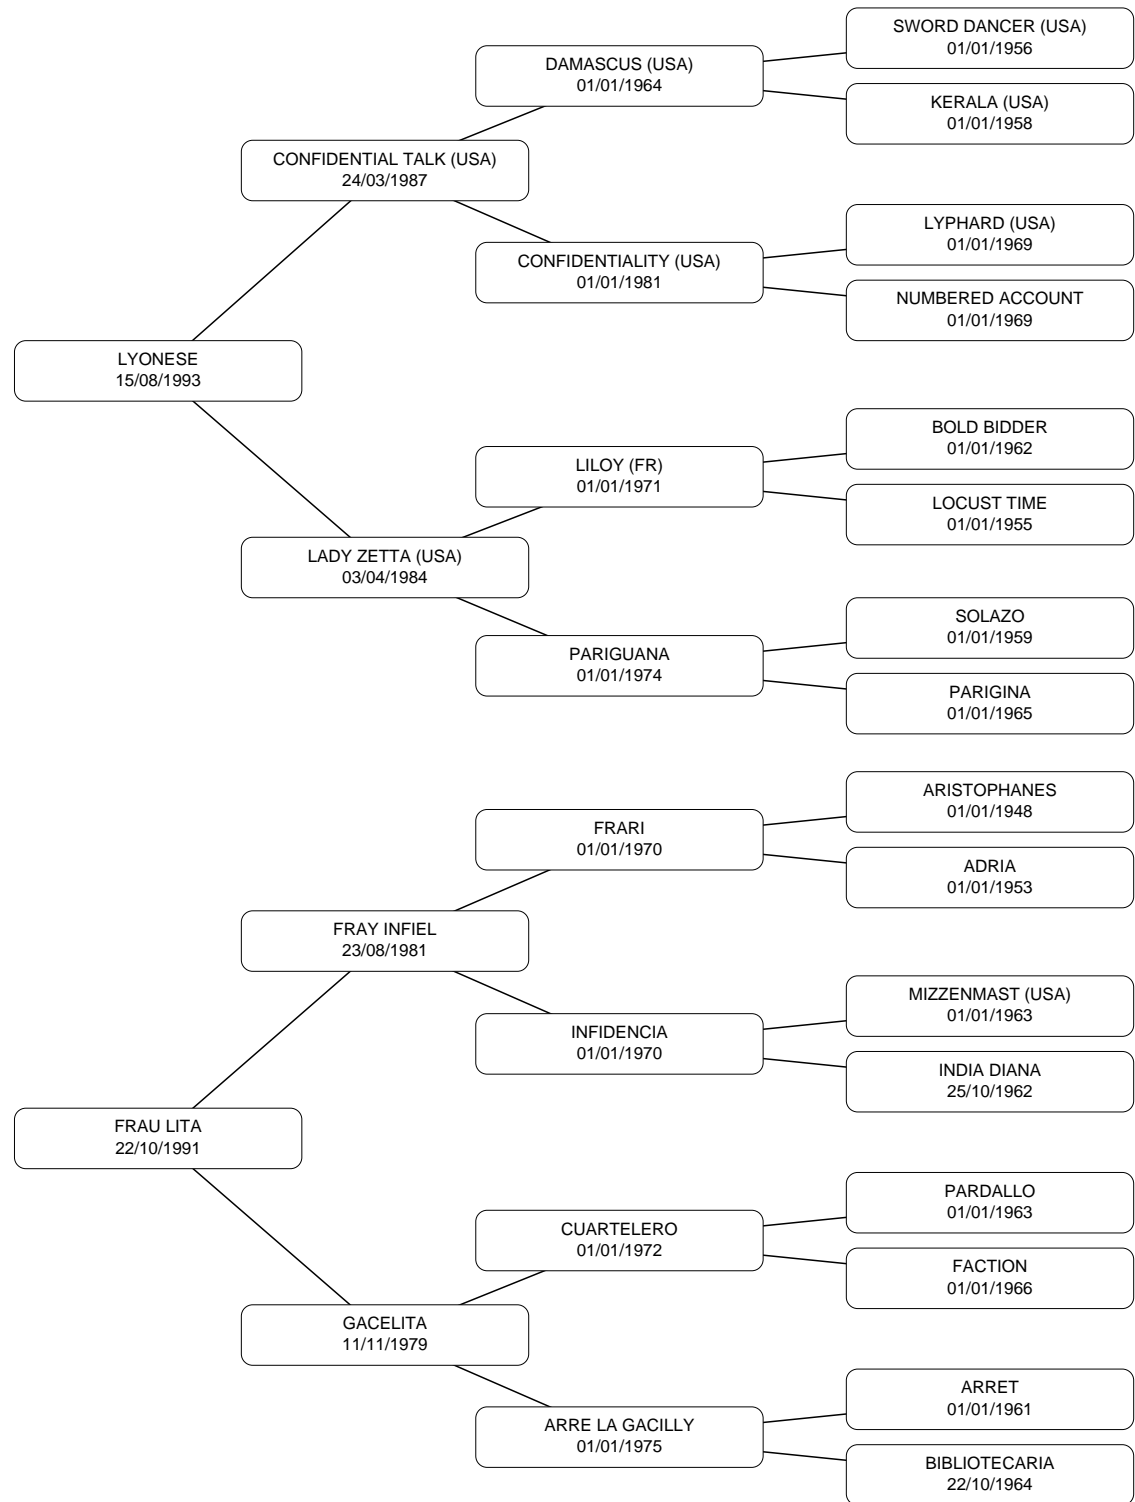 SWORD DANCER (USA)
01/01/1956
DAMASCUS (USA)
01/01/1964
KERALA (USA)
01/01/1958
CONFIDENTIAL TALK (USA)
24/03/1987
LYPHARD (USA)
01/01/1969
CONFIDENTIALITY (USA)
01/01/1981
NUMBERED ACCOUNT
01/01/1969
LYONESE
15/08/1993
BOLD BIDDER
01/01/1962
LILOY (FR)
01/01/1971
LOCUST TIME
01/01/1955
LADY ZETTA (USA)
03/04/1984
SOLAZO
01/01/1959
PARIGUANA
01/01/1974
PARIGINA
01/01/1965
ARISTOPHANES
01/01/1948
FRARI
01/01/1970
ADRIA
01/01/1953
FRAY INFIEL
23/08/1981
MIZZENMAST (USA)
01/01/1963
INFIDENCIA
01/01/1970
INDIA DIANA
25/10/1962
FRAU LITA
22/10/1991
PARDALLO
01/01/1963
CUARTELERO
01/01/1972
FACTION
01/01/1966
GACELITA
11/11/1979
ARRET
01/01/1961
ARRE LA GACILLY
01/01/1975
BIBLIOTECARIA
22/10/1964